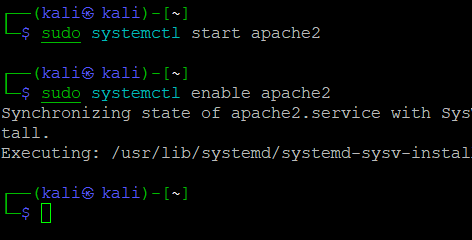 ┌──(kali㉿kali)-[~]
└─$ sudo systemctl start apache2
┌──(kali㉿kali)-[~]
└─$ sudo systemctl enable apache2
Synchronizing state of apache2.service with Sys
tall.
Executing: /usr/lib/systemd/systemd-sysv-instal
┌──(kali㉿kali)-[~]
└─$